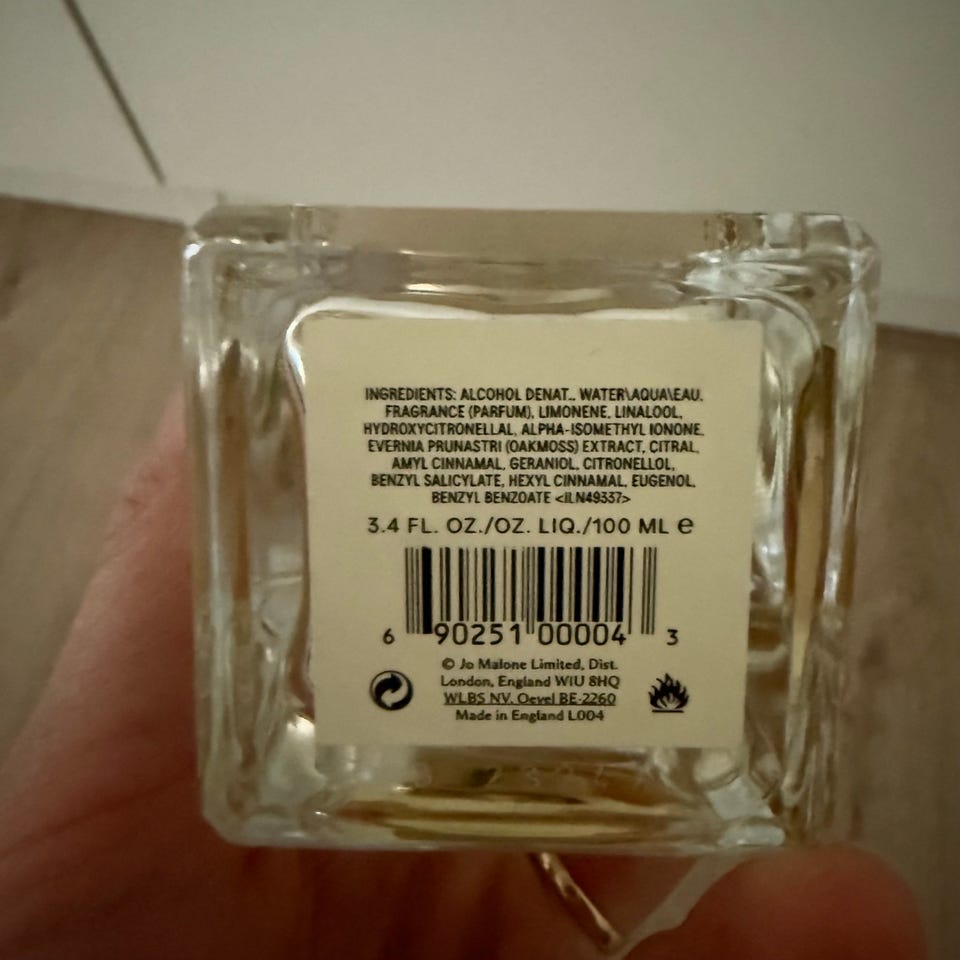 INGREDIENTS: ALCOHOL DENAT., WATER\AQUA\EAU,
FRAGRANCE (PARFUM), LIMONENE, LINALOOL,
HYDROXYCITRONELLAL, ALPHA-ISOMETHYL IONONE,
EVERNIA PRUNASTRI (OAKMOSS) EXTRACT, CITRAL,
AMYL CINNAMAL, GERANIOL, CITRONELLOL,
BENZYL SALICYLATE, HEXYL CINNAMAL, EUGENOL,
BENZYL BENZOATE <ILN49337>
3.4 FL. OZ./OZ. LIQ./100 ML e
6 90251 00004 3
© Jo Malone Limited, Dist.
London, England W1U 8HQ
WLBS NV. Oevel BE-2260
Made in England L004